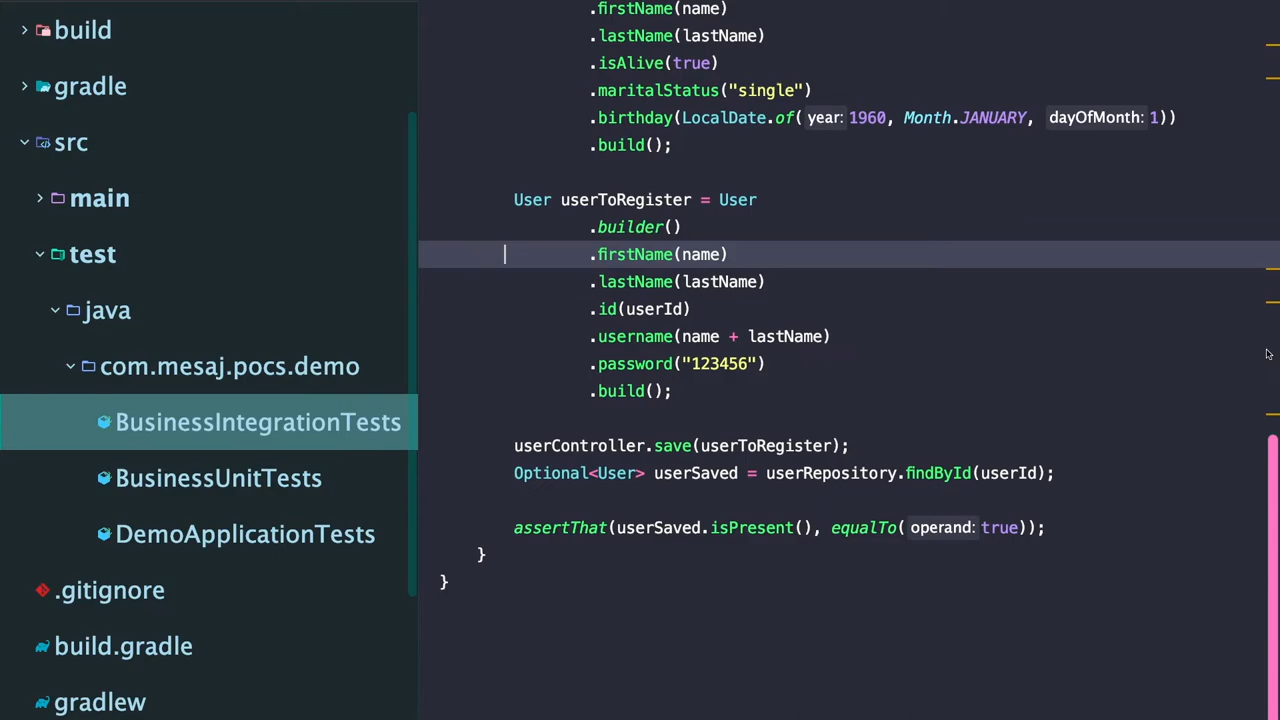 build
gradle
src
main
test
java
com.mesaj.pocs.demo
BusinessIntegrationTests
BusinessUnitTests
DemoApplicationTests
.gitignore
build.gradle
gradlew
.firstName(name)
.lastName(lastName)
.isAlive(true)
.maritalStatus("single")
.birthday(LocalDate.of( year: 1960, Month.JANUARY, dayOfMonth: 1))
.build();
User userToRegister = User
.builder()
.firstName(name)
.lastName(lastName)
.id(userId)
.username(name + lastName)
.password("123456")
.build();
userController.save(userToRegister);
Optional<User> userSaved = userRepository.findById(userId);
assertThat(userSaved.isPresent(), equalTo( operand: true));
}
}